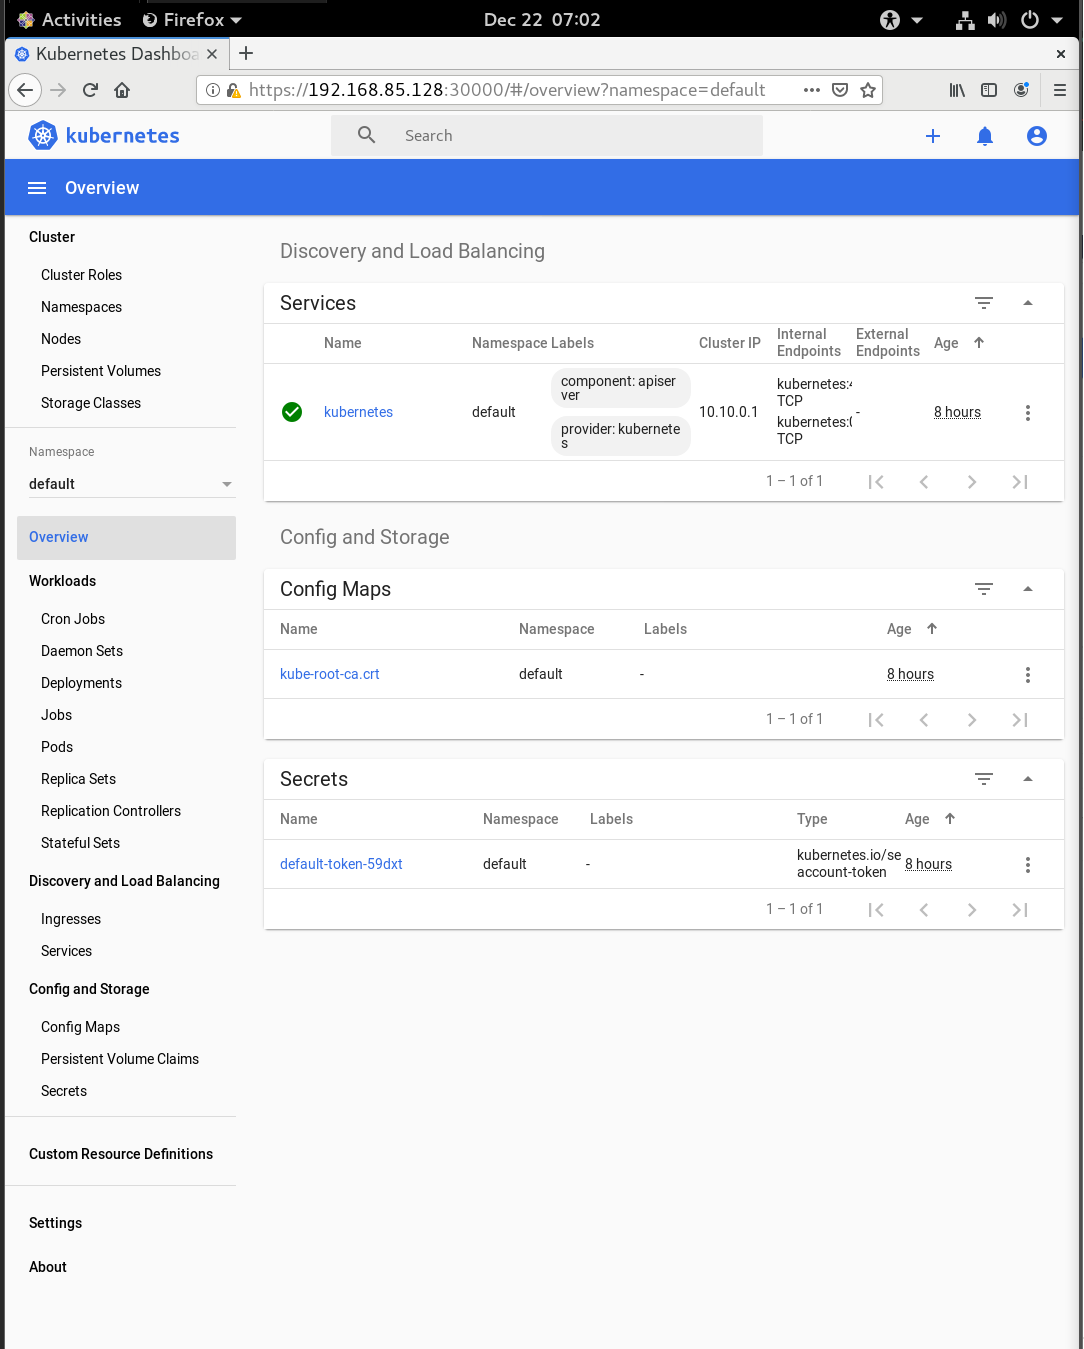 Activities Firefox Dec 22 07:02
Kubernetes Dashboa
https://192.168.85.128:30000/#/overview?namespace=default
kubernetes Search
Overview
Cluster
Cluster Roles
Namespaces
Nodes
Persistent Volumes
Storage Classes
Namespace
default
Overview
Workloads
Cron Jobs
Daemon Sets
Deployments
Jobs
Pods
Replica Sets
Replication Controllers
Stateful Sets
Discovery and Load Balancing
Ingresses
Services
Config and Storage
Config Maps
Persistent Volume Claims
Secrets
Custom Resource Definitions
Settings
About
Discovery and Load Balancing
Services
Name Namespace Labels Cluster IP Internal Endpoints External Endpoints Age
kubernetes default
component: apiser
ver
provider: kubernete
s
10.10.0.1
kubernetes:
TCP
kubernetes:
TCP
-
8 hours
1 – 1 of 1
Config and Storage
Config Maps
Name Namespace Labels Age
kube-root-ca.crt default - 8 hours
1 – 1 of 1
Secrets
Name Namespace Labels Type Age
default-token-59dxt default -
kubernetes.io/se
account-token
8 hours
1 – 1 of 1